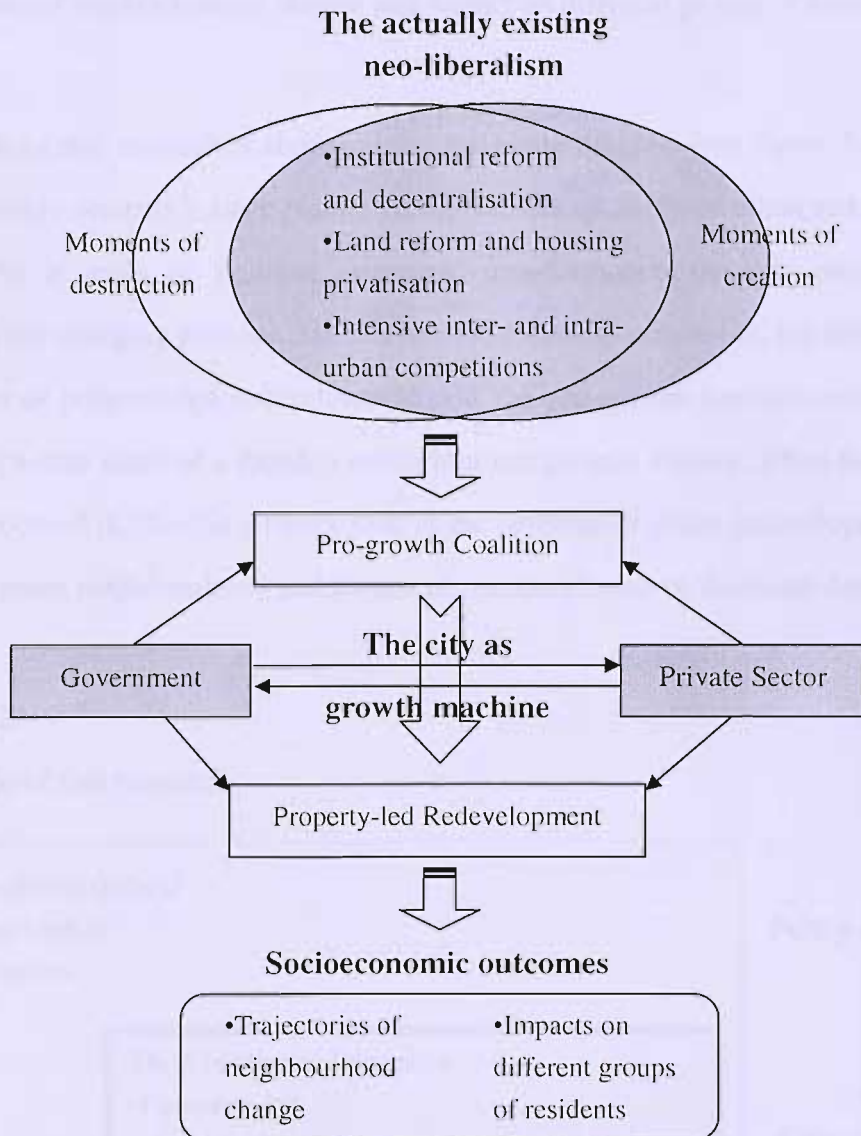 The actually existing
neo-liberalism
•Institutional reform
and decentralisation
•Land reform and housing
privatisation
•Intensive inter- and intra-
urban competitions
Moments of
destruction
Moments of
creation
Pro-growth Coalition
Government
The city as
growth machine
Private Sector
Property-led Redevelopment
Socioeconomic outcomes
•Trajectories of
neighbourhood
change
•Impacts on
different groups
of residents